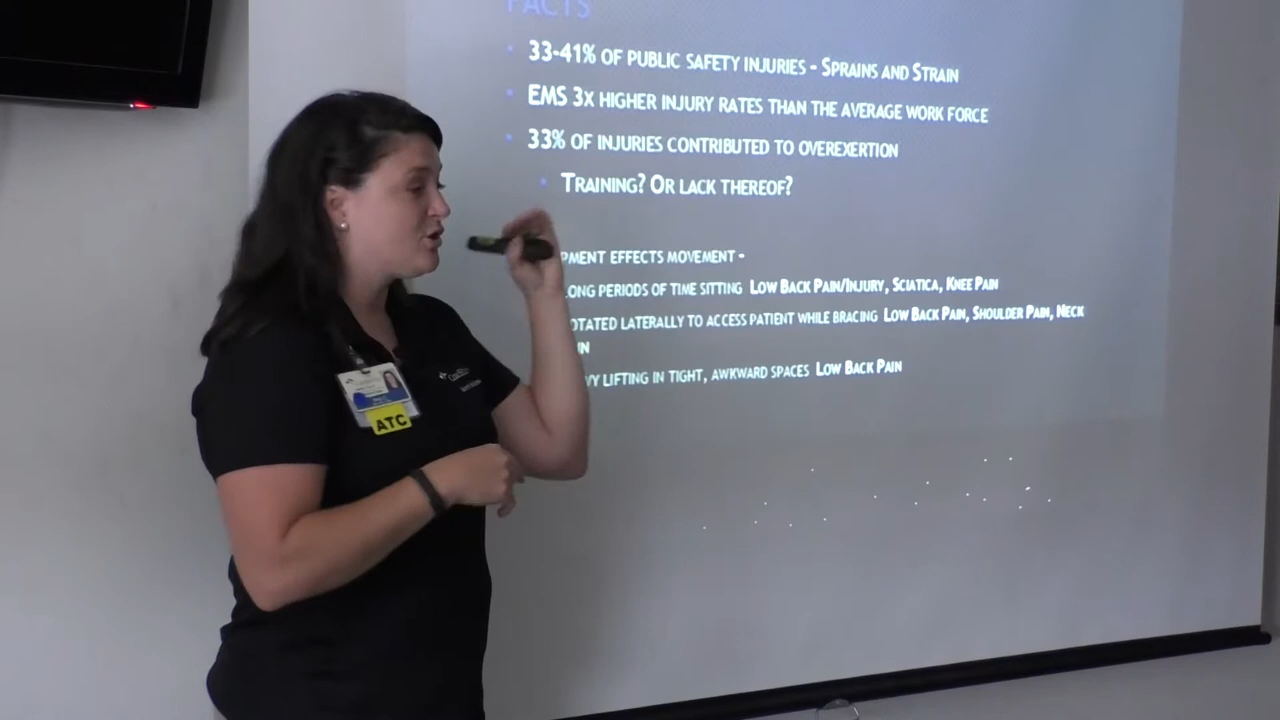 FACTS
33-41% OF PUBLIC SAFETY INJURIES - SPRAINS AND STRAIN
EMS 3X HIGHER INJURY RATES THAN THE AVERAGE WORK FORCE
33% OF INJURIES CONTRIBUTED TO OVEREXERTION
TRAINING? OR LACK THEREOF?
PMENT EFFECTS MOVEMENT -
LONG PERIODS OF TIME SITTING LOW BACK PAIN/INJURY, SCIATICA, KNEE PAIN
OTATED LATERALLY TO ACCESS PATIENT WHILE BRACING LOW BACK PAIN, SHOULDER PAIN, NECK
IN
VY LIFTING IN TIGHT, AWKWARD SPACES LOW BACK PAIN
ATC